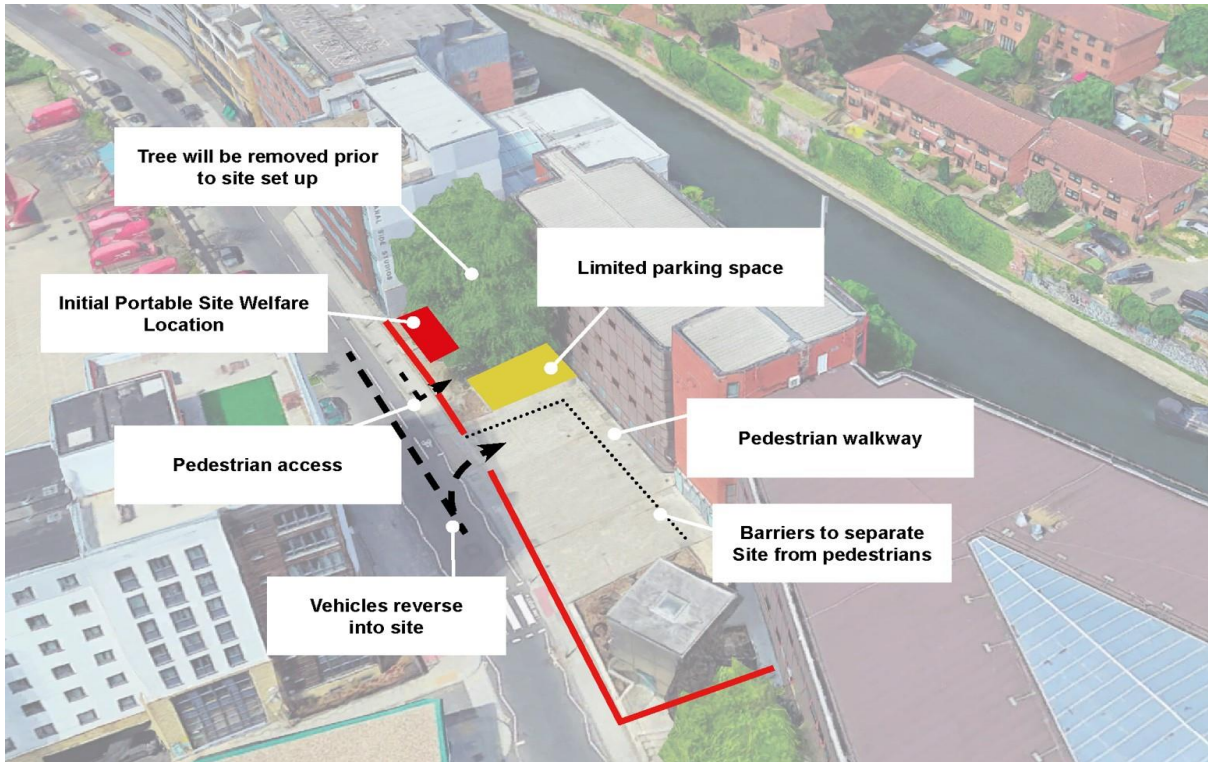 Tree will be removed prior
to site set up
Limited parking space
Initial Portable Site Welfare
Location
Pedestrian access
Pedestrian walkway
Barriers to separate
Site from pedestrians
Vehicles reverse
into site